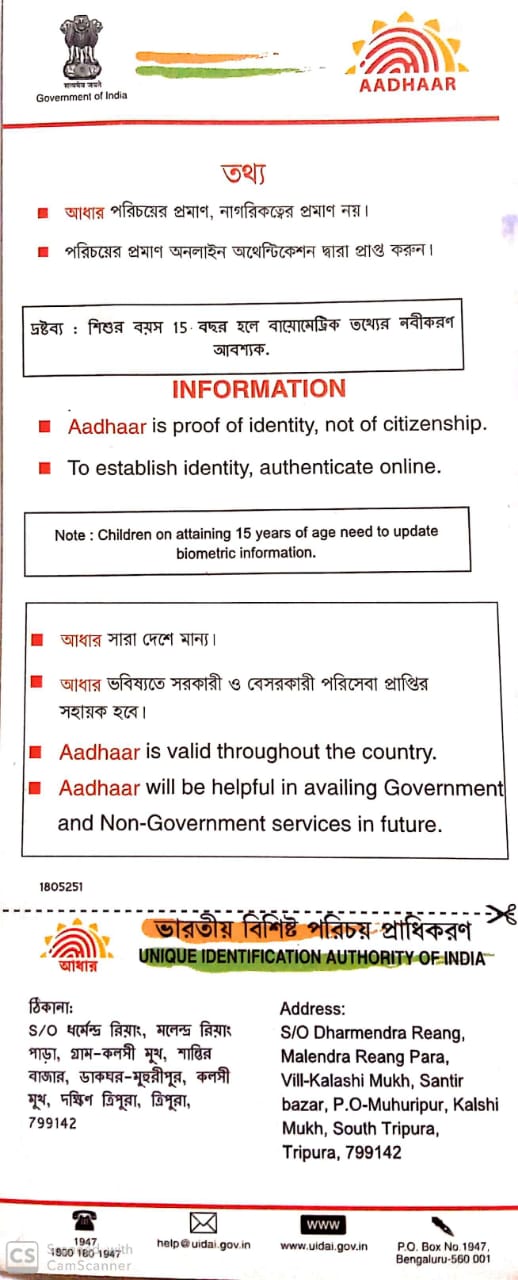 सत्यमेव जयते
Government of India
AADHAAR
তথ্য
আধার পরিচয়ের প্রমাণ, নাগরিকত্বের প্রমাণ নয়।
পরিচয়ের প্রমাণ অনলাইন অথেন্টিকেশন দ্বারা প্রাপ্ত করুন।
দ্রষ্টব্য : শিশুর বয়স 15 বছর হলে বায়োমেট্রিক তথ্যের নবীকরণ
আবশ্যক.
INFORMATION
Aadhaar is proof of identity, not of citizenship.
To establish identity, authenticate online.
Note : Children on attaining 15 years of age need to update
biometric information.
আধার সারা দেশে মান্য।
আধার ভবিষ্যতে সরকারী ও বেসরকারী পরিসেবা প্রাপ্তির
সহায়ক হবে।
Aadhaar is valid throughout the country.
Aadhaar will be helpful in availing Government
and Non-Government services in future.
1805251
আধার
ভারতীয় বিশিষ্ট পরিচয় প্রাধিকরণ
UNIQUE IDENTIFICATION AUTHORITY OF INDIA
ঠিকানা:
S/O ধর্মেন্দ্র রিয়াং, মলেন্দ্র রিয়াং
পাড়া, গ্রাম-কলসী মুখ, শান্তির
বাজার, ডাকঘর-মুহুরীপূর, কলসী
মুখ, দক্ষিণ ত্রিপুরা, ত্রিপুরা,
799142
Address:
S/O Dharmendra Reang,
Malendra Reang Para,
Vill-Kalashi Mukh, Santir
bazar, P.O-Muhuripur, Kalshi
Mukh, South Tripura,
Tripura, 799142
1947
1800 180 1947
help@uidai.gov.in
www
www.uidai.gov.in
P.O. Box No.1947,
Bengaluru-560 001
CS Scanned with
CamScanner